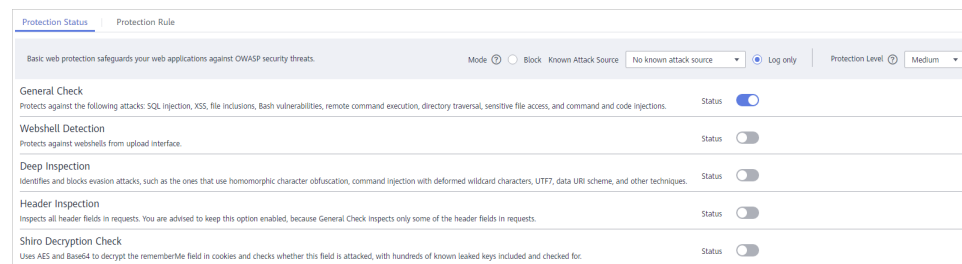 Protection Status | Protection Rule
Basic web protection safeguards your web applications against OWASP security threats. Mode ? Block Known Attack Source No known attack source Log only Protection Level ? Medium
General Check
Protects against the following attacks: SQL injection, XSS, file inclusions, Bash vulnerabilities, remote command execution, directory traversal, sensitive file access, and command and code injections. Status
Webshell Detection
Protects against webshells from upload interface. Status
Deep Inspection
Identifies and blocks evasion attacks, such as the ones that use homomorphic character obfuscation, command injection with deformed wildcard characters, UTF7, data URI scheme, and other techniques. Status
Header Inspection
Inspects all header fields in requests. You are advised to keep this option enabled, because General Check inspects only some of the header fields in requests. Status
Shiro Decryption Check
Uses AES and Base64 to decrypt the rememberMe field in cookies and checks whether this field is attacked, with hundreds of known leaked keys included and checked for. Status